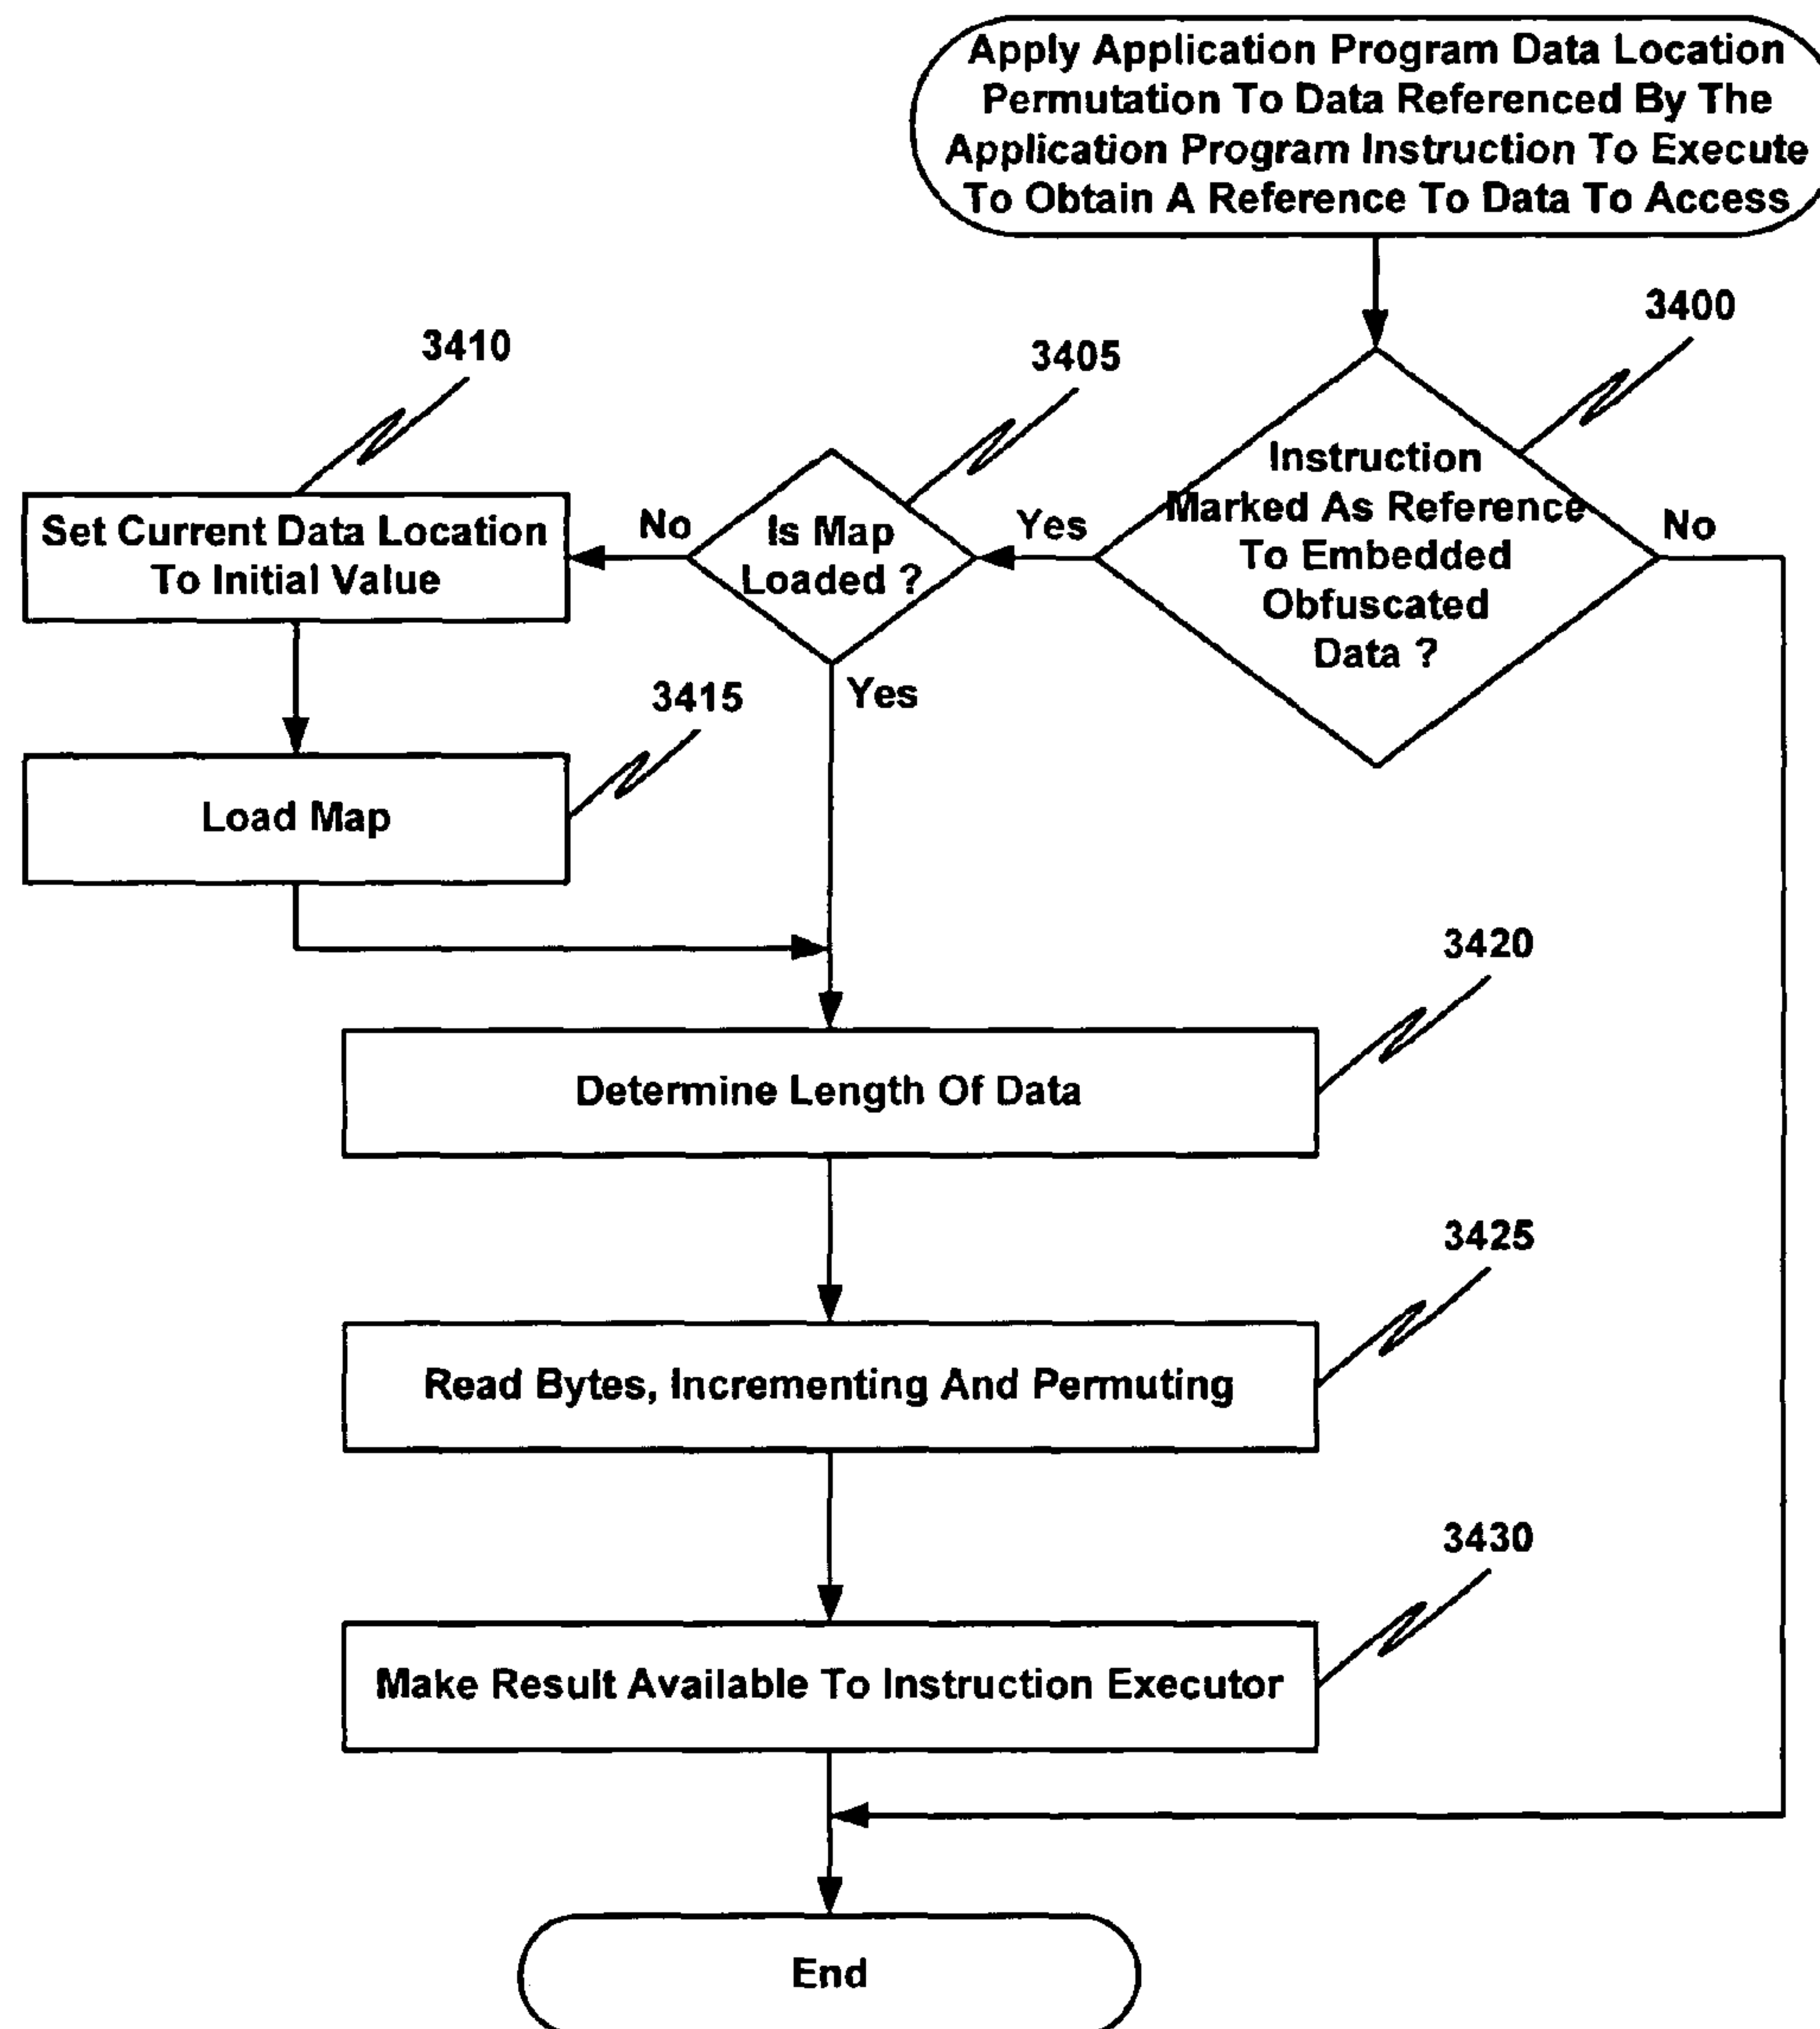 Apply Application Program Data Location
Permutation To Data Referenced By The
Application Program Instruction To Execute
To Obtain A Reference To Data To Access
3400
3410
3405
Instruction
Marked As Reference
To Embedded
Obfuscated
Data ?
No
Yes
Is Map
Loaded ?
No
Yes
Set Current Data Location
To Initial Value
3415
Load Map
3420
Determine Length Of Data
3425
Read Bytes, Incrementing And Permuting
3430
Make Result Available To Instruction Executor
End